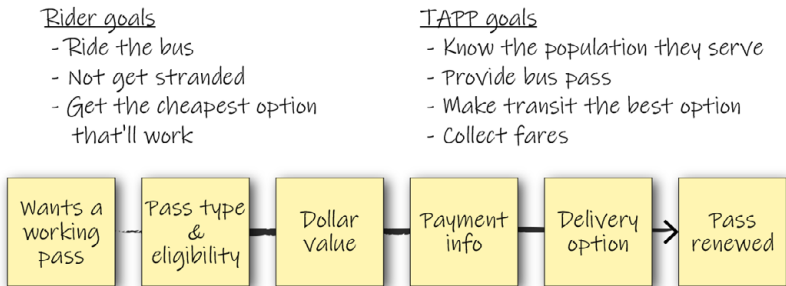 Rider goals
- Ride the bus
- Not get stranded
- Get the cheapest option
that'll work
TAPP goals
- Know the population they serve
- Provide bus pass
- Make transit the best option
- Collect fares
Wants a
working
pass
Pass type
&
eligibility
Dollar
value
Payment
info
Delivery
option
Pass
renewed